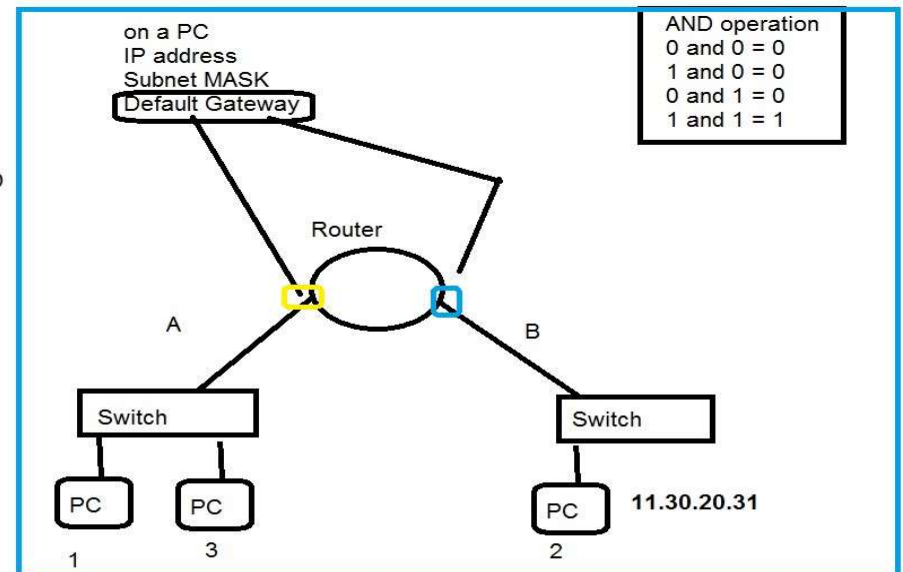 on a PC
IP address
Subnet MASK
Default Gateway
AND operation
0 and 0 = 0
1 and 0 = 0
0 and 1 = 0
1 and 1 = 1
Router
A
B
Switch
Switch
PC
PC
PC
11.30.20.31
1
3
2